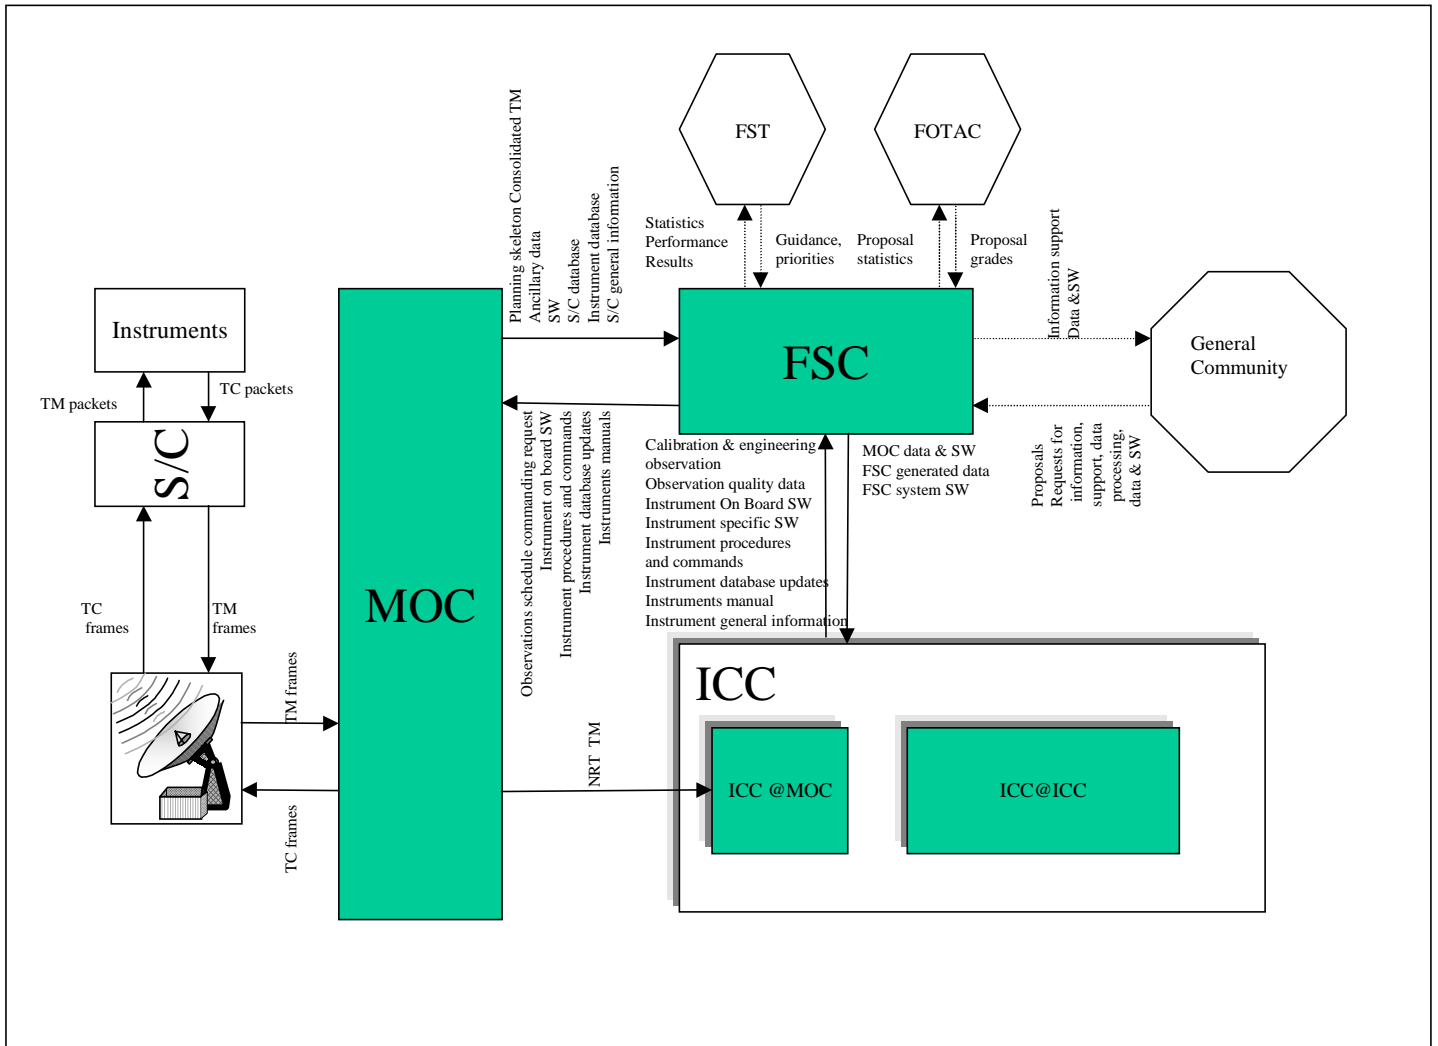 FST
FOTAC
Planning skeleton Consolidated TM
Ancillary data
SW
S/C database
Instrument database
S/C general information
Statistics
Performance
Results
Guidance,
priorities
Proposal
statistics
Proposal
grades
Information support
Data &SW
Instruments
TM packets
TC packets
S/C
TC
frames
TM
frames
TM frames
TC frames
MOC
FSC
General
Community
Observations schedule commanding request
Instrument on board SW
Instrument procedures and commands
Instrument database updates
Instruments manuals
Calibration & engineering
observation
Observation quality data
Instrument On Board SW
Instrument specific SW
Instrument procedures
and commands
Instrument database updates
Instruments manual
Instrument general information
MOC data & SW
FSC generated data
FSC system SW
Proposals
Requests for
information,
support, data
processing,
data & SW
NRT TM
ICC
ICC @MOC
ICC@ICC